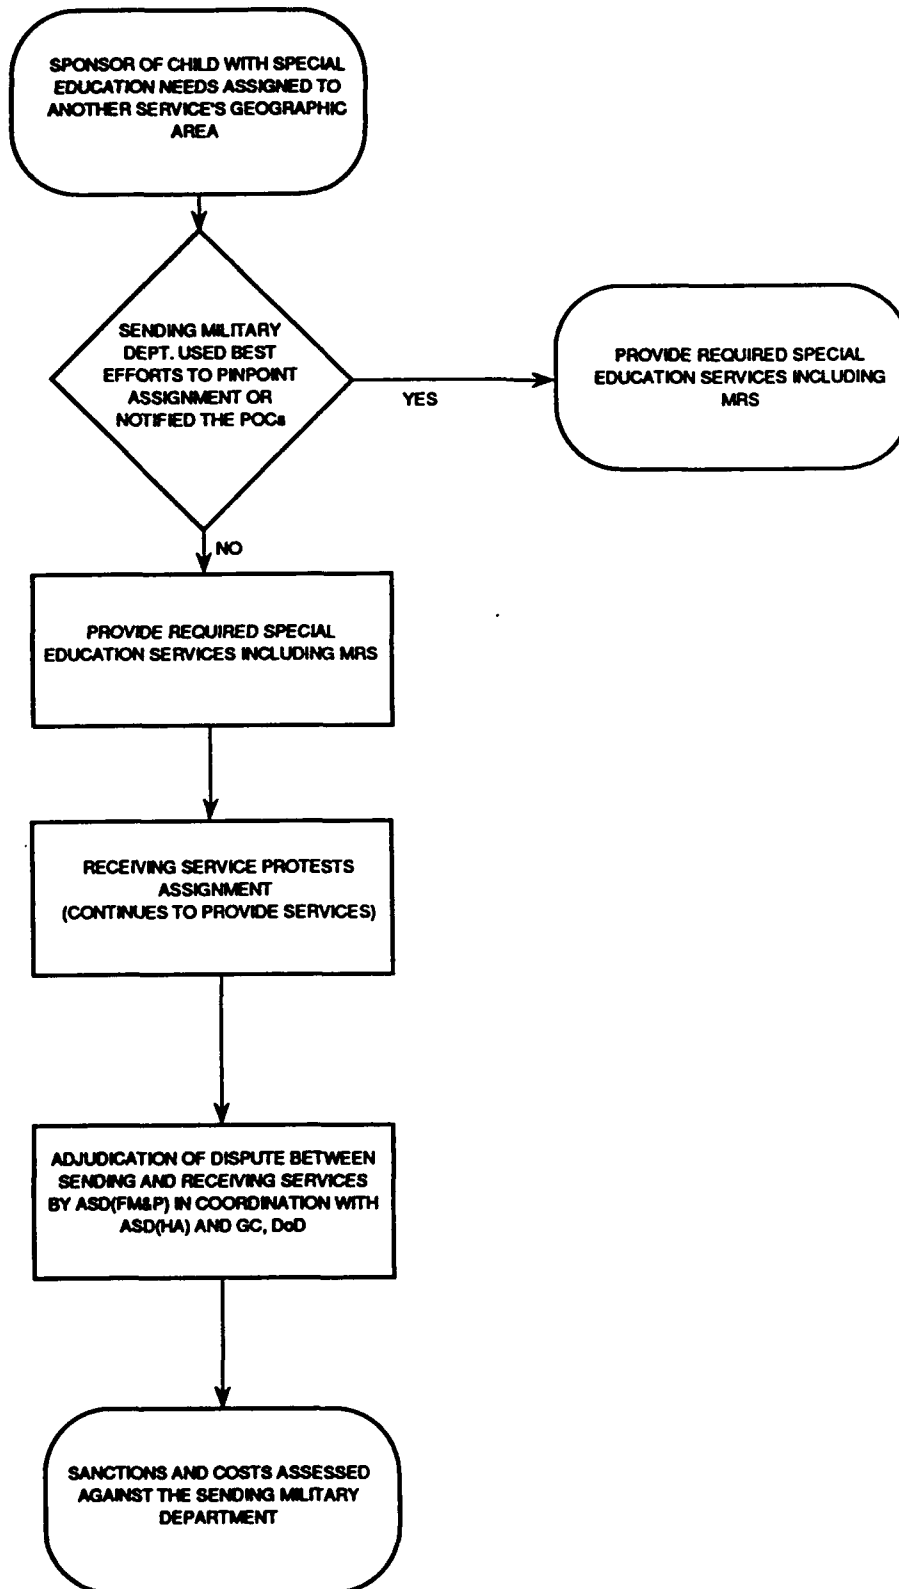 SPONSOR OF CHILD WITH SPECIAL
EDUCATION NEEDS ASSIGNED TO
ANOTHER SERVICE'S GEOGRAPHIC
AREA
SENDING MILITARY
DEPT. USED BEST
EFFORTS TO PINPOINT
ASSIGNMENT OR
NOTIFIED THE POCs
YES
PROVIDE REQUIRED SPECIAL
EDUCATION SERVICES INCLUDING
MRS
NO
PROVIDE REQUIRED SPECIAL
EDUCATION SERVICES INCLUDING MRS
RECEIVING SERVICE PROTESTS
ASSIGNMENT
(CONTINUES TO PROVIDE SERVICES)
ADJUDICATION OF DISPUTE BETWEEN
SENDING AND RECEIVING SERVICES
BY ASD(FM&P) IN COORDINATION WITH
ASD(HA) AND GC, DoD
SANCTIONS AND COSTS ASSESSED
AGAINST THE SENDING MILITARY
DEPARTMENT